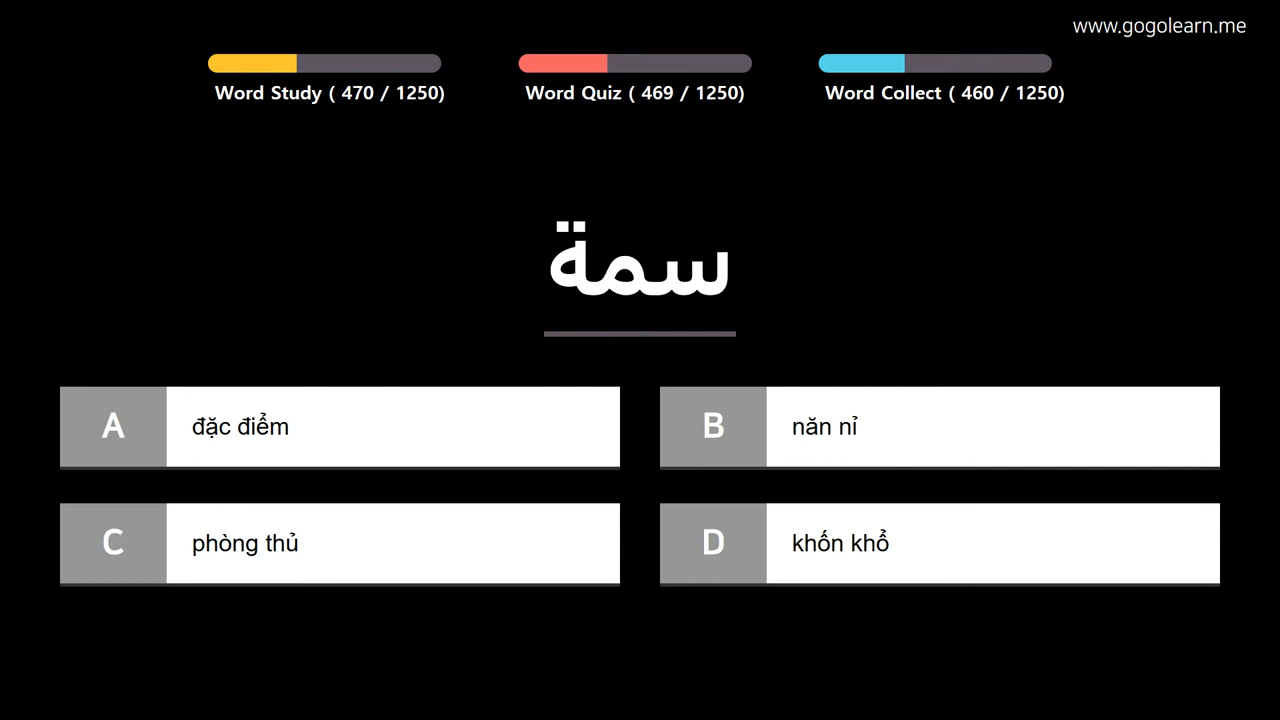 www.gogolearn.me
Word Study ( 470 / 1250)
Word Quiz ( 469 / 1250)
Word Collect ( 460 / 1250)
سمة
A
đặc điểm
B
năn nỉ
C
phòng thủ
D
khốn khổ